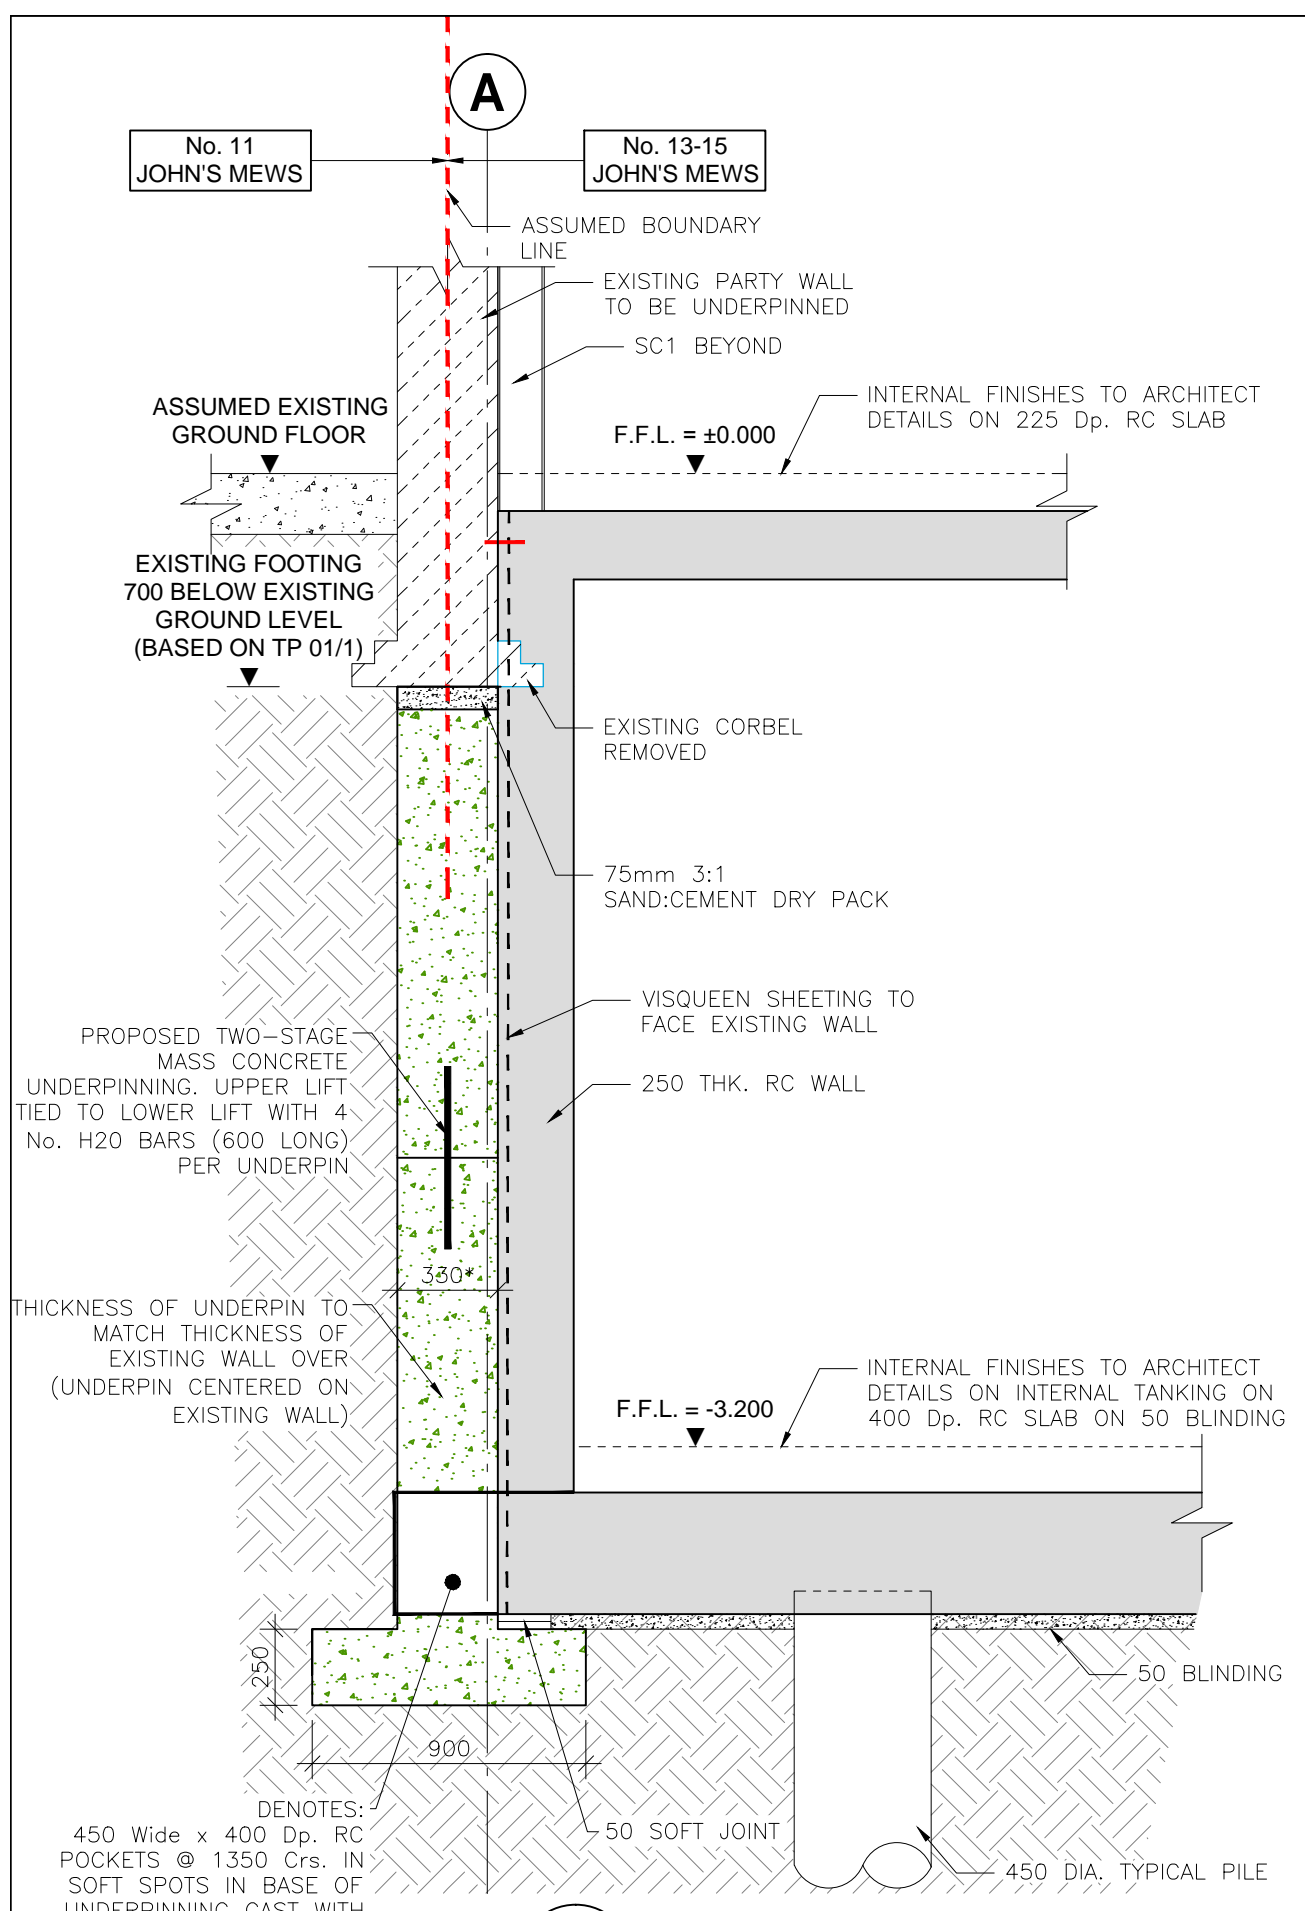 A
No. 11
JOHN'S MEWS
No. 13-15
JOHN'S MEWS
ASSUMED BOUNDARY
LINE
EXISTING PARTY WALL
TO BE UNDERPINNED
SC1 BEYOND
INTERNAL FINISHES TO ARCHITECT
DETAILS ON 225 Dp. RC SLAB
ASSUMED EXISTING
GROUND FLOOR
F.F.L. = ±0.000
EXISTING FOOTING
700 BELOW EXISTING
GROUND LEVEL
(BASED ON TP 01/1)
EXISTING CORBEL
REMOVED
75mm 3:1
SAND:CEMENT DRY PACK
VISQUEEN SHEETING TO
FACE EXISTING WALL
PROPOSED TWO-STAGE
MASS CONCRETE
UNDERPINNING. UPPER LIFT
TIED TO LOWER LIFT WITH 4
No. H20 BARS (600 LONG)
PER UNDERPIN
250 THK. RC WALL
330*
THICKNESS OF UNDERPIN TO
MATCH THICKNESS OF
EXISTING WALL OVER
(UNDERPIN CENTERED ON
EXISTING WALL)
INTERNAL FINISHES TO ARCHITECT
DETAILS ON INTERNAL TANKING ON
400 Dp. RC SLAB ON 50 BLINDING
F.F.L. = -3.200
250
50 BLINDING
900
DENOTES:
450 Wide x 400 Dp. RC
POCKETS @ 1350 Crs. IN
SOFT SPOTS IN BASE OF
UNDERPINNING CAST WITH
50 SOFT JOINT
450 DIA. TYPICAL PILE